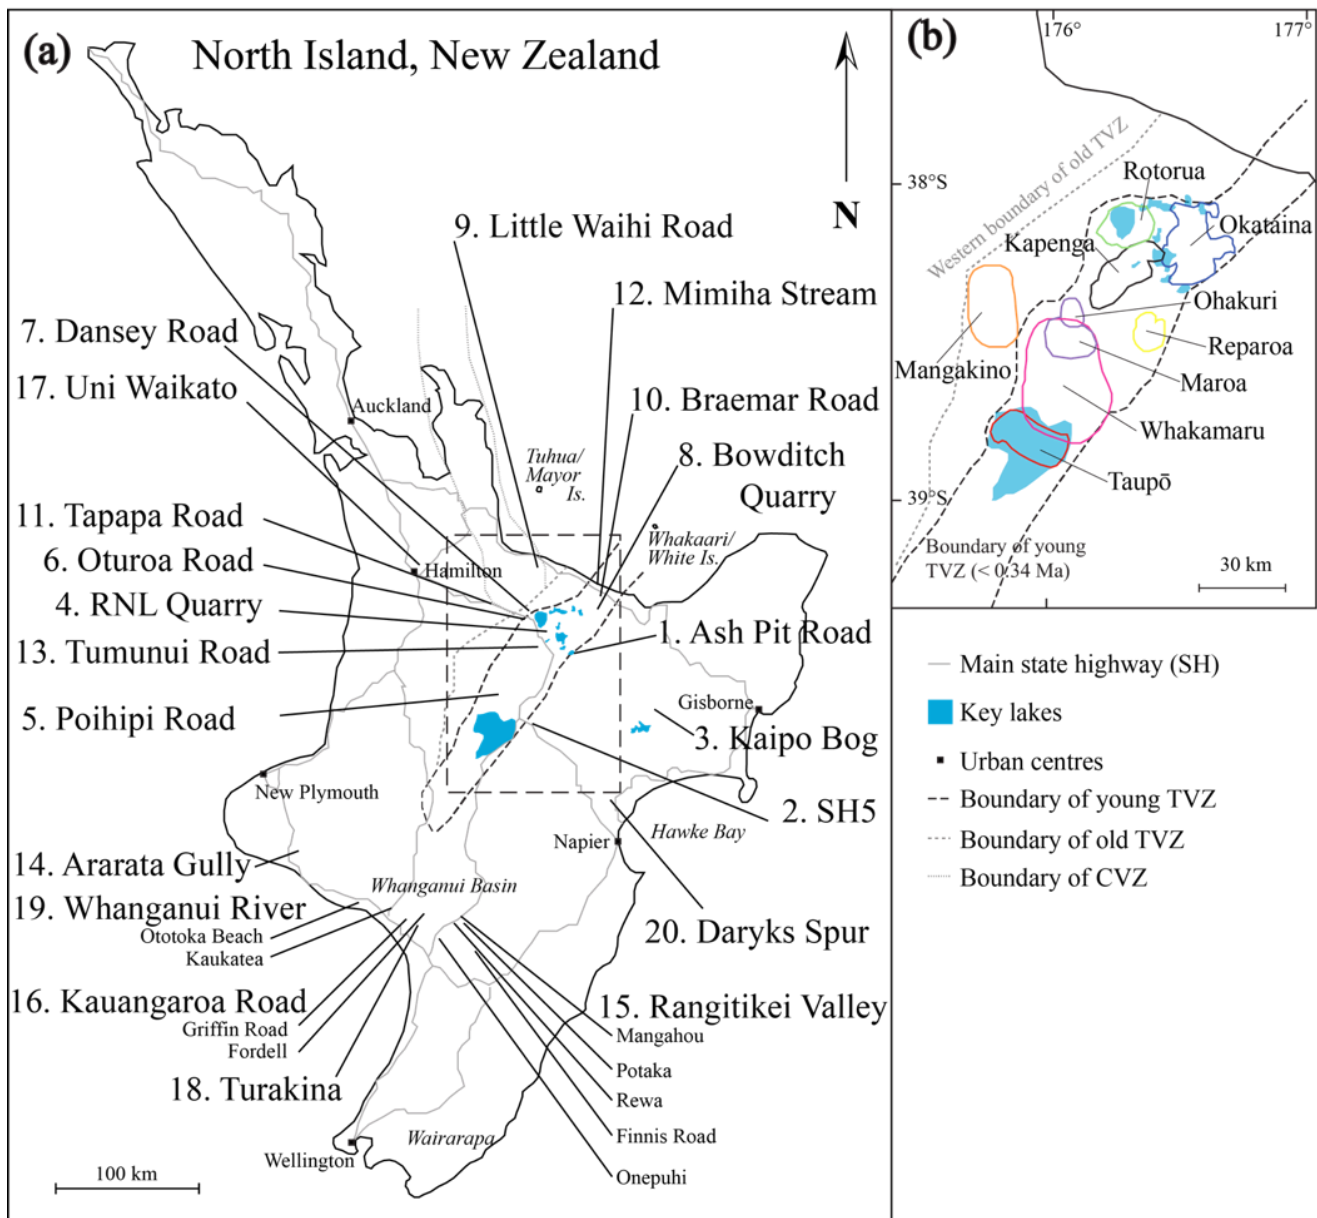 (a)
North Island, New Zealand
N
9. Little Waihi Road
12. Mimiha Stream
7. Dansey Road
17. Uni Waikato
10. Braemar Road
Auckland
8. Bowditch
Quarry
Tuhua/
Mayor
Is.
11. Tapapa Road
Whakaari/
White Is.
6. Oturoa Road
Hamilton
4. RNL Quarry
1. Ash Pit Road
13. Tumunui Road
Gisborne
5. Poihipi Road
3. Kaipo Bog
New Plymouth
2. SH5
Hawke Bay
Napier
14. Ararata Gully
Whanganui Basin
19. Whanganui River
Ototoka Beach
Kaukatea
20. Daryks Spur
16. Kauangaroa Road
Griffin Road
Fordell
15. Rangitikei Valley
Mangahou
Potaka
Rewa
Finnis Road
Onepuhi
18. Turakina
Wairarapa
Wellington
100 km
(b)
176°
177°
38°S
39°S
Western boundary of old TVZ
Rotorua
Okataina
Kapenga
Ohakuri
Reparoa
Mangakino
Maroa
Whakamaru
Taupō
Boundary of young
TVZ (< 0.34 Ma)
30 km
Main state highway (SH)
Key lakes
Urban centres
Boundary of young TVZ
Boundary of old TVZ
Boundary of CVZ